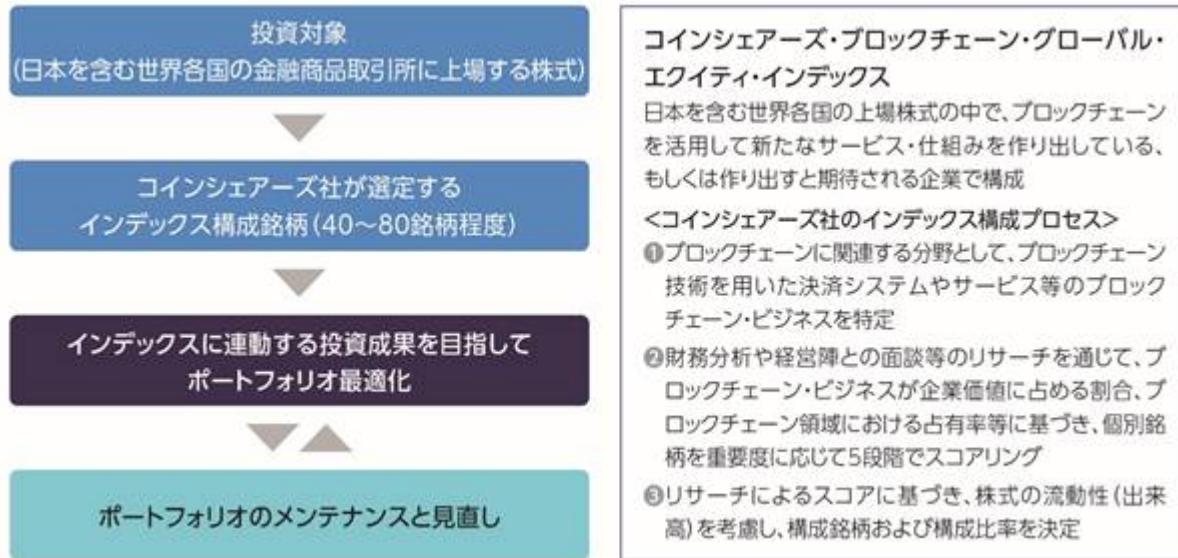 投資対象
(日本を含む世界各国の金融商品取引所に上場する株式)
コインシェアーズ社が選定する
インデックス構成銘柄(40〜80銘柄程度)
インデックスに連動する投資成果を目指して
ポートフォリオ最適化
ポートフォリオのメンテナンスと見直し
コインシェアーズ・ブロックチェーン・グローバル・
エクイティ・インデックス
日本を含む世界各国の上場株式の中で、ブロックチェーン
を活用して新たなサービス・仕組みを作り出している、
もしくは作り出すと期待される企業で構成
<コインシェアーズ社のインデックス構成プロセス>
❶ブロックチェーンに関連する分野として、ブロックチェーン
技術を用いた決済システムやサービス等のブロック
チェーン・ビジネスを特定
❷財務分析や経営陣との面談等のリサーチを通じて、ブ
ロックチェーン・ビジネスが企業価値に占める割合、ブ
ロックチェーン領域における占有率等に基づき、個別銘
柄を重要度に応じて5段階でスコアリング
❸リサーチによるスコアに基づき、株式の流動性(出来
高)を考慮し、構成銘柄および構成比率を決定